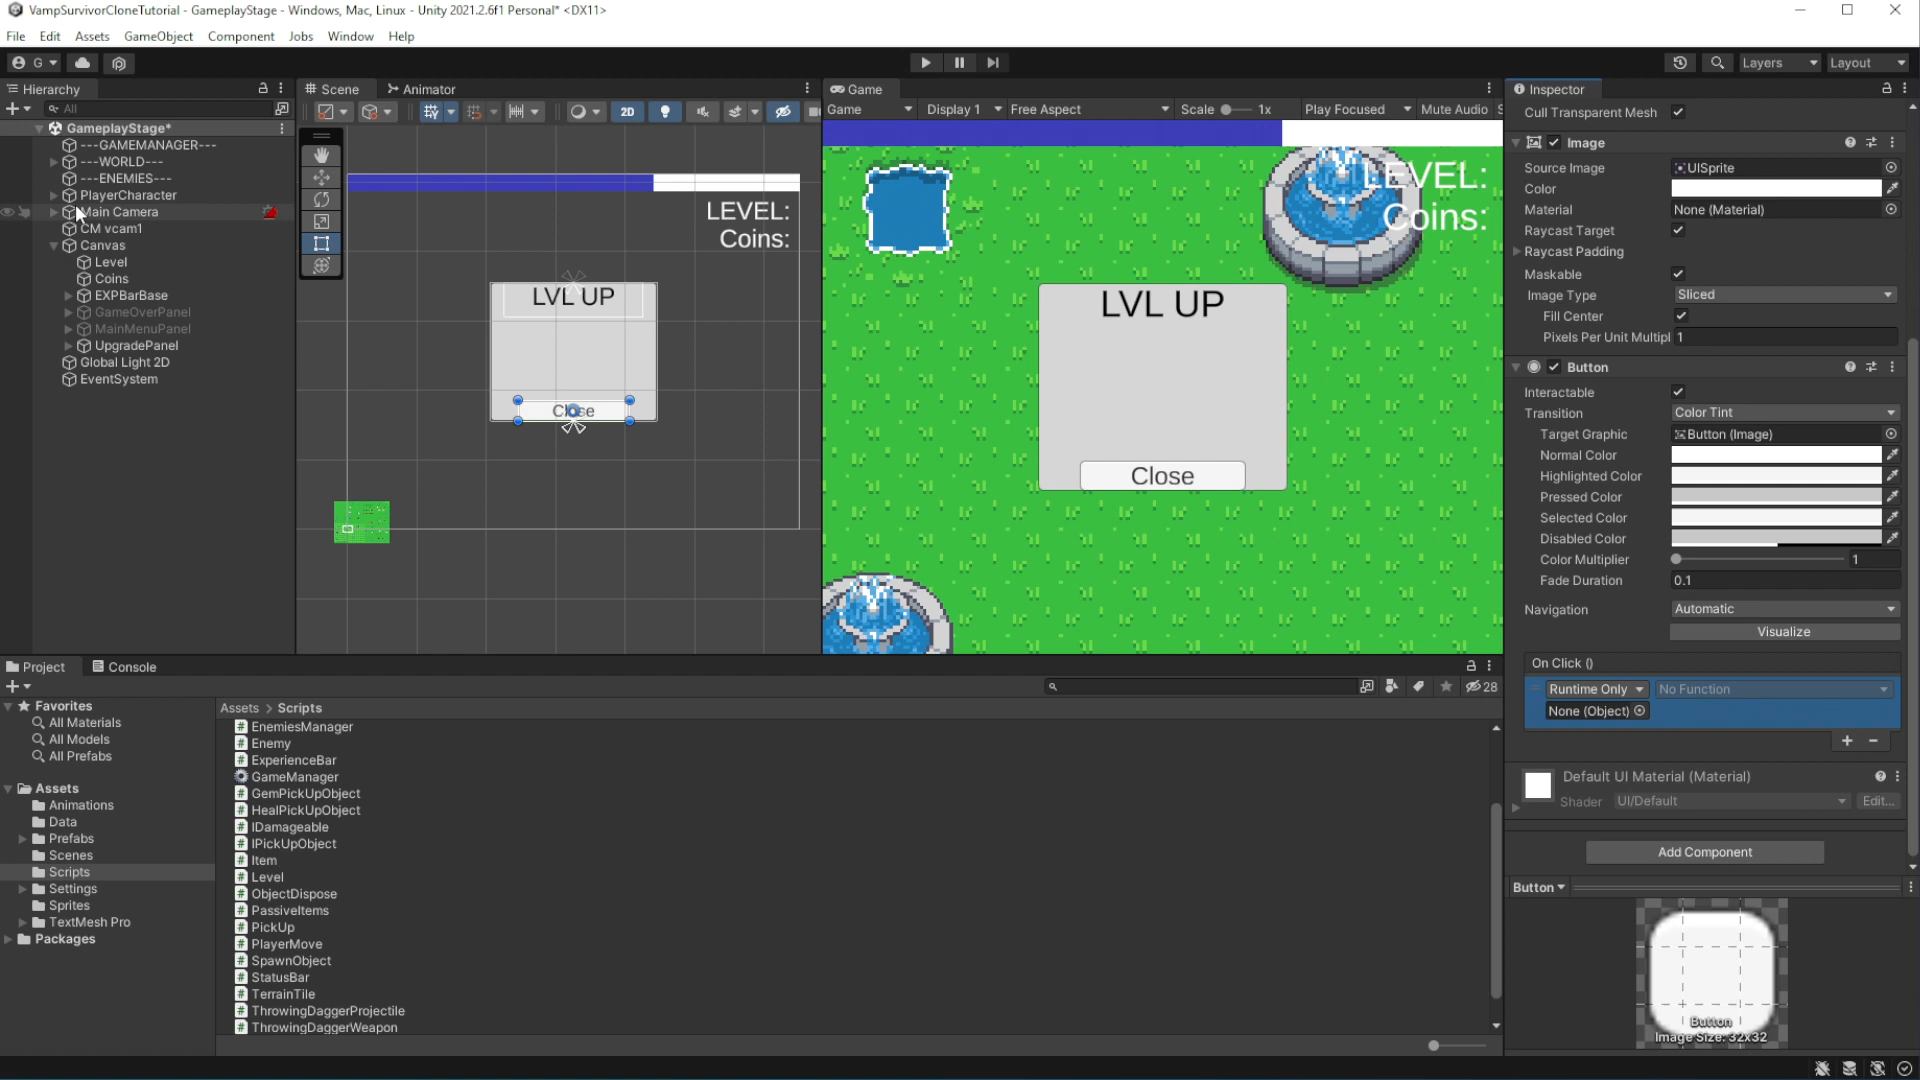 VampSurvivorCloneTutorial - GameplayStage - Windows, Mac, Linux - Unity 2021.2.6f1 Personal* <DX11>
File Edit Assets GameObject Component Jobs Window Help
G Layers Layout
Hierarchy
All
GameplayStage*
---GAMEMANAGER---
---WORLD---
---ENEMIES---
PlayerCharacter
Main Camera
CM vcam1
Canvas
Level
Coins
EXPBarBase
GameOverPanel
MainMenuPanel
UpgradePanel
Global Light 2D
EventSystem
Scene Animator
2D
LEVEL:
Coins:
LVL UP
Close
Game
Game Display 1 Free Aspect Scale 1x Play Focused Mute Audio S
LEVEL:
Coins:
LVL UP
Close
Inspector
Cull Transparent Mesh
Image
Source Image UISprite
Color
Material None (Material)
Raycast Target
Raycast Padding
Maskable
Image Type Sliced
Fill Center
Pixels Per Unit Multipl 1
Button
Interactable
Transition Color Tint
Target Graphic Button (Image)
Normal Color
Highlighted Color
Pressed Color
Selected Color
Disabled Color
Color Multiplier 1
Fade Duration 0.1
Navigation Automatic
Visualize
On Click ()
Runtime Only No Function
None (Object)
Default UI Material (Material)
Shader UI/Default Edit...
Add Component
Button
Button
Image Size: 32x32
Project Console
28
Favorites
All Materials
All Models
All Prefabs
Assets
Animations
Data
Prefabs
Scenes
Scripts
Settings
Sprites
TextMesh Pro
Packages
Assets > Scripts
EnemiesManager
Enemy
ExperienceBar
GameManager
GemPickUpObject
HealPickUpObject
IDamageable
IPickUpObject
Item
Level
ObjectDispose
PassiveItems
PickUp
PlayerMove
SpawnObject
StatusBar
TerrainTile
ThrowingDaggerProjectile
ThrowingDaggerWeapon